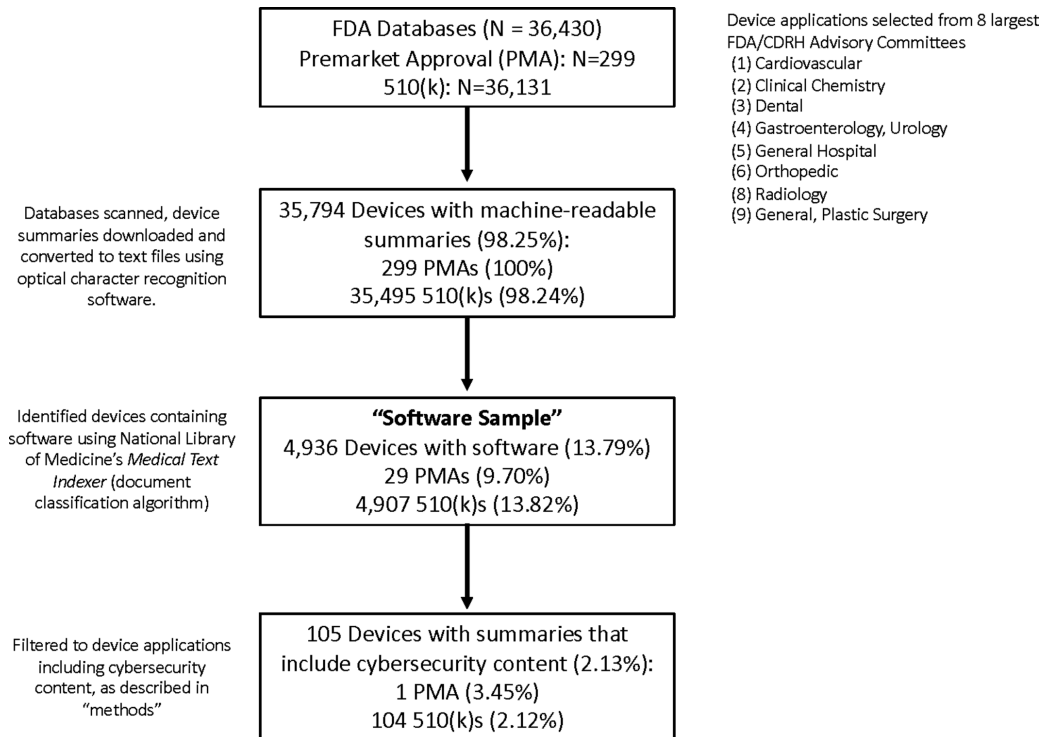 FDA Databases (N = 36,430)
Premarket Approval (PMA): N=299
510(k): N=36,131
Device applications selected from 8 largest
FDA/CDRH Advisory Committees
(1) Cardiovascular
(2) Clinical Chemistry
(3) Dental
(4) Gastroenterology, Urology
(5) General Hospital
(6) Orthopedic
(8) Radiology
(9) General, Plastic Surgery
Databases scanned, device
summaries downloaded and
converted to text files using
optical character recognition
software.
35,794 Devices with machine-readable
summaries (98.25%):
299 PMAs (100%)
35,495 510(k)s (98.24%)
Identified devices containing
software using National Library
of Medicine’s Medical Text
Indexer (document
classification algorithm)
“Software Sample”
4,936 Devices with software (13.79%)
29 PMAs (9.70%)
4,907 510(k)s (13.82%)
Filtered to device applications
including cybersecurity
content, as described in
“methods”
105 Devices with summaries that
include cybersecurity content (2.13%):
1 PMA (3.45%)
104 510(k)s (2.12%)